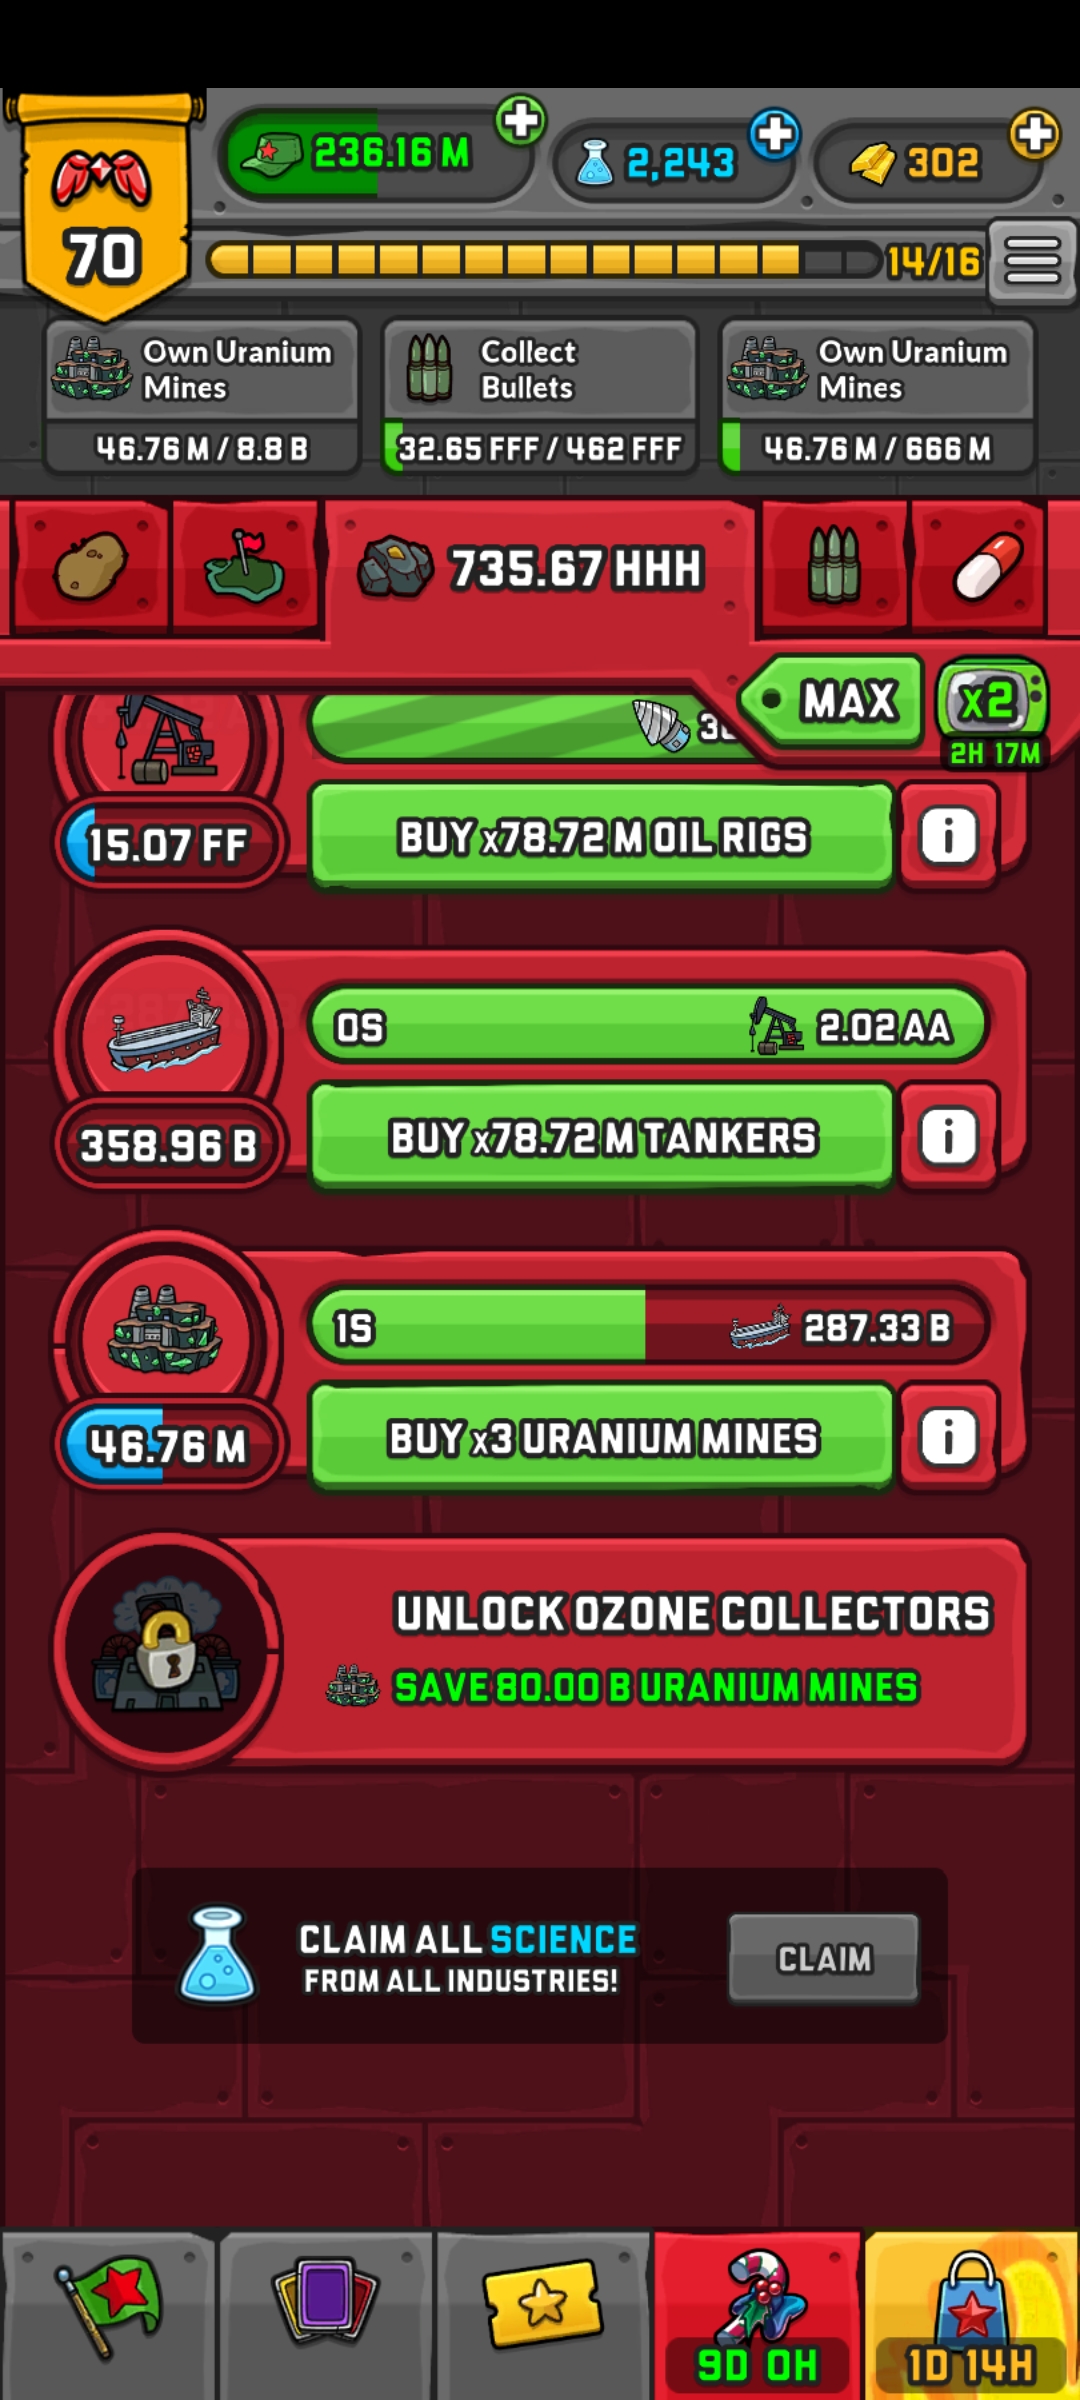 236.16 M
2,243
302
70
14/16
Own Uranium
Mines
46.76 M / 8.8 B
Collect
Bullets
32.65 FFF / 462 FFF
Own Uranium
Mines
46.76 M / 666 M
735.67 HHH
MAX
x2
2H 17M
15.07 FF
BUY x78.72 M OIL RIGS
i
0S
2.02 AA
358.96 B
BUY x78.72 M TANKERS
i
1S
287.33 B
46.76 M
BUY x3 URANIUM MINES
i
UNLOCK OZONE COLLECTORS
SAVE 80.00 B URANIUM MINES
CLAIM ALL SCIENCE
FROM ALL INDUSTRIES!
CLAIM
9D 0H
1D 14H